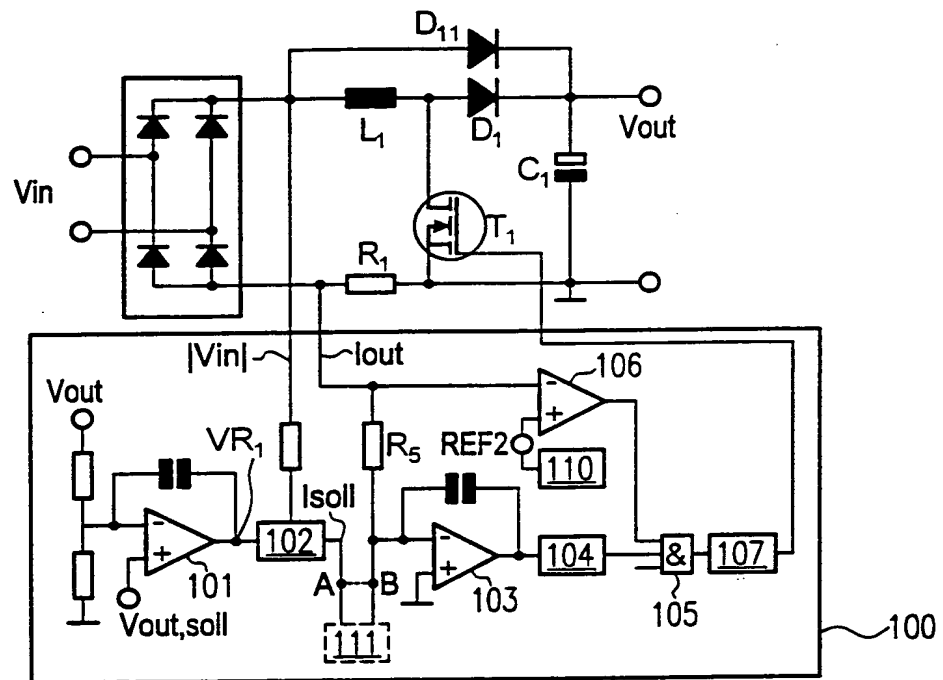 D11
Vin
L1
D1
Vout
C1
T1
R1
|Vin|
Iout
106
Vout
VR1
R5
REF2
110
Isoll
102
101
Vout,soll
A
B
103
104
&
105
107
111
100
-
+
-
+
-
+